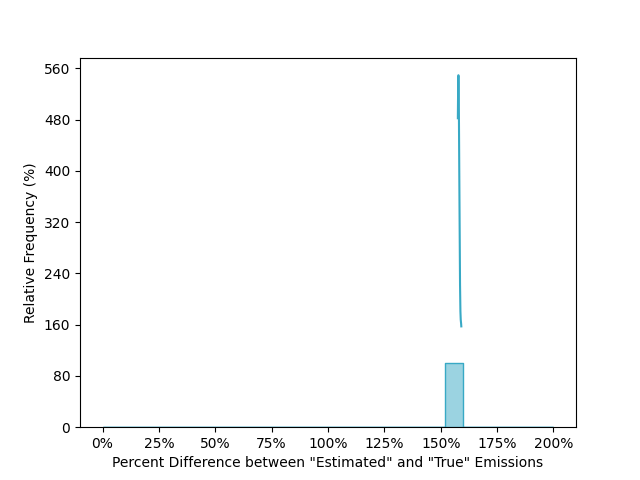 560
480
400
320
240
160
80
0
Relative Frequency (%)
0% 25% 50% 75% 100% 125% 150% 175% 200%
Percent Difference between "Estimated" and "True" Emissions